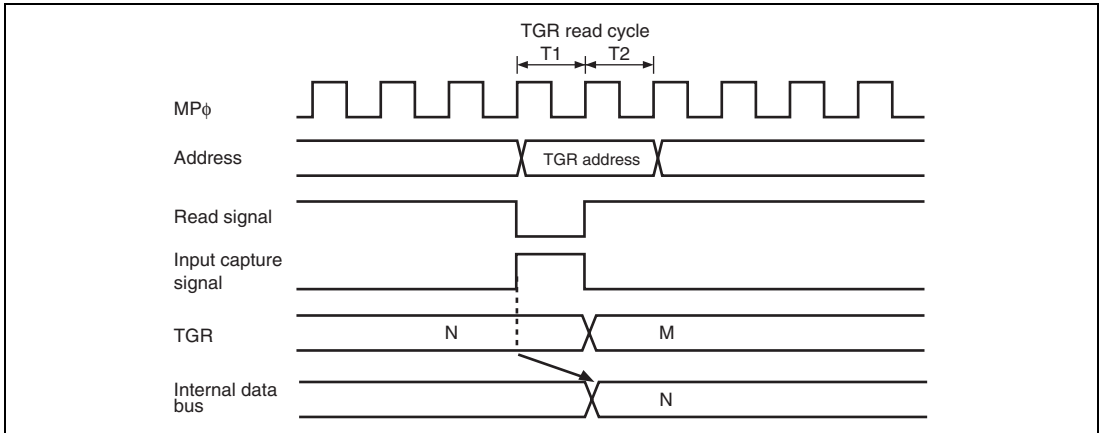 TGR read cycle
T1 T2
MPϕ
Address
TGR address
Read signal
Input capture
signal
TGR
N M
Internal data
bus
N